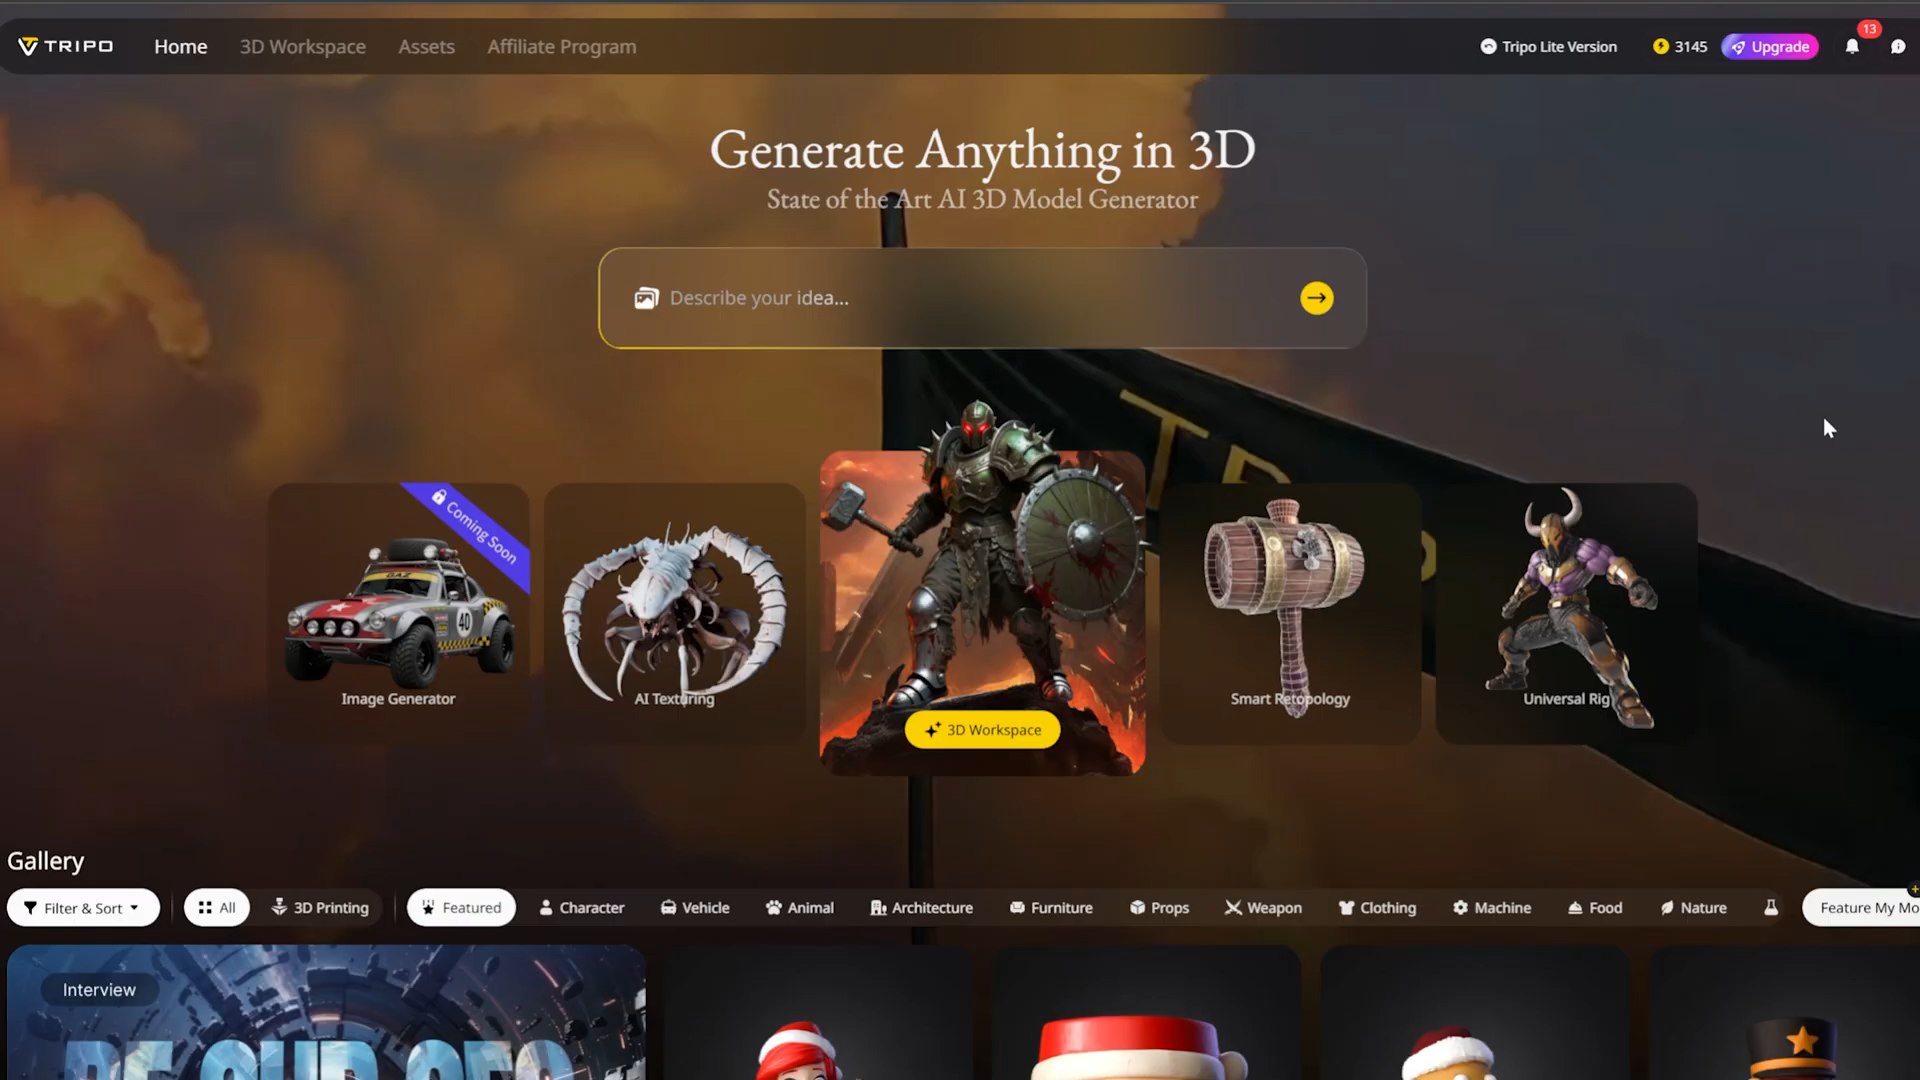 TRIPO
Home
3D Workspace
Assets
Affiliate Program
Tripo Lite Version
3145
Upgrade
13
Generate Anything in 3D
State of the Art AI 3D Model Generator
Describe your idea...
Coming Soon
GAZ
40
Image Generator
AI Texturing
3D Workspace
Smart Retopology
Universal Rig
Gallery
Filter & Sort
All
3D Printing
Featured
Character
Vehicle
Animal
Architecture
Furniture
Props
Weapon
Clothing
Machine
Food
Nature
Feature My Mo
Interview